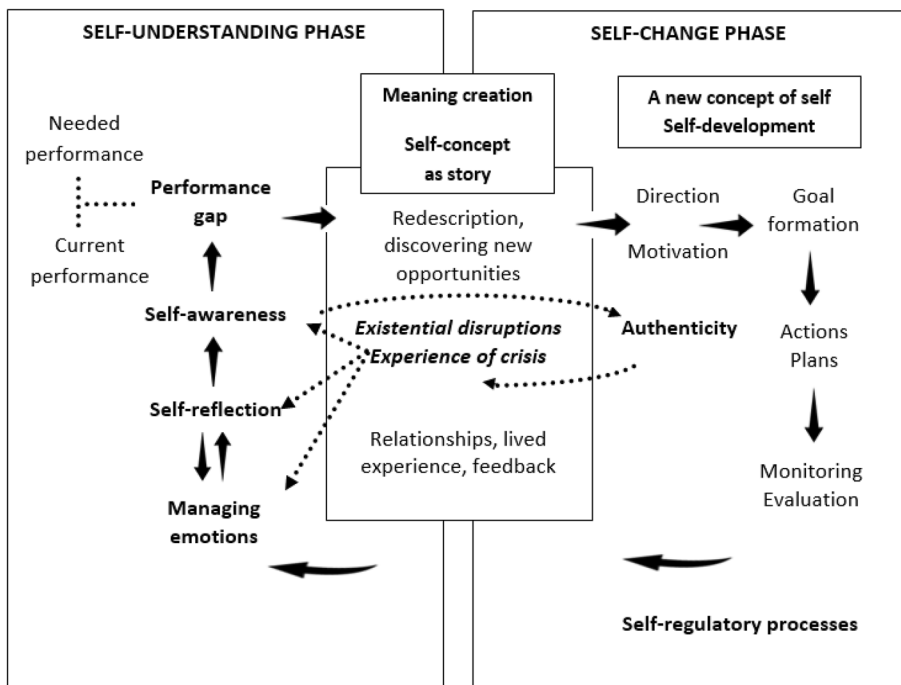 SELF-UNDERSTANDING PHASE
SELF-CHANGE PHASE
Meaning creation
Self-concept
as story
A new concept of self
Self-development
Needed
performance
Performance
gap
Current
performance
Redescription,
discovering new
opportunities
Direction
Motivation
Goal
formation
Self-awareness
Existential disruptions
Experience of crisis
Authenticity
Actions
Plans
Self-reflection
Relationships, lived
experience, feedback
Monitoring
Evaluation
Managing
emotions
Self-regulatory processes